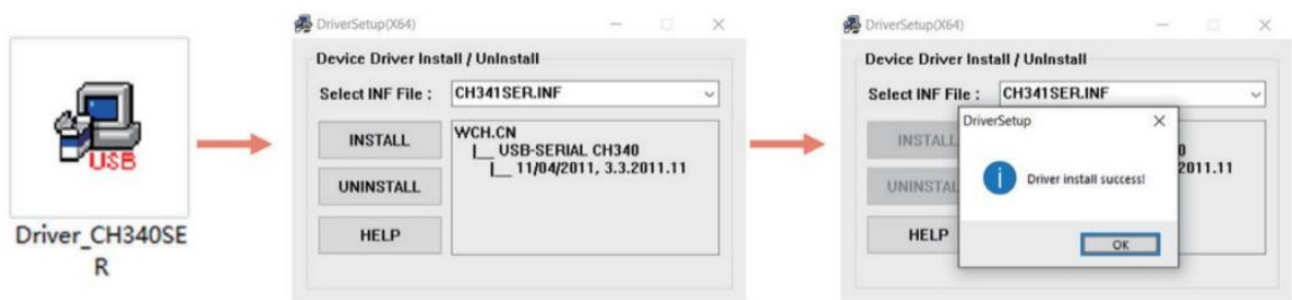 USB
Driver_CH340SE
R
DriverSetup(X64)
Device Driver Install / UnInstall
Select INF File :
CH341SER.INF
INSTALL
UNINSTALL
HELP
WCH.CN
|__ USB-SERIAL CH340
|__ 11/04/2011, 3.3.2011.11
DriverSetup(X64)
Device Driver Install / UnInstall
Select INF File :
CH341SER.INF
INSTALL
UNINSTAL
HELP
0
2011.11
DriverSetup
Driver install success!
OK